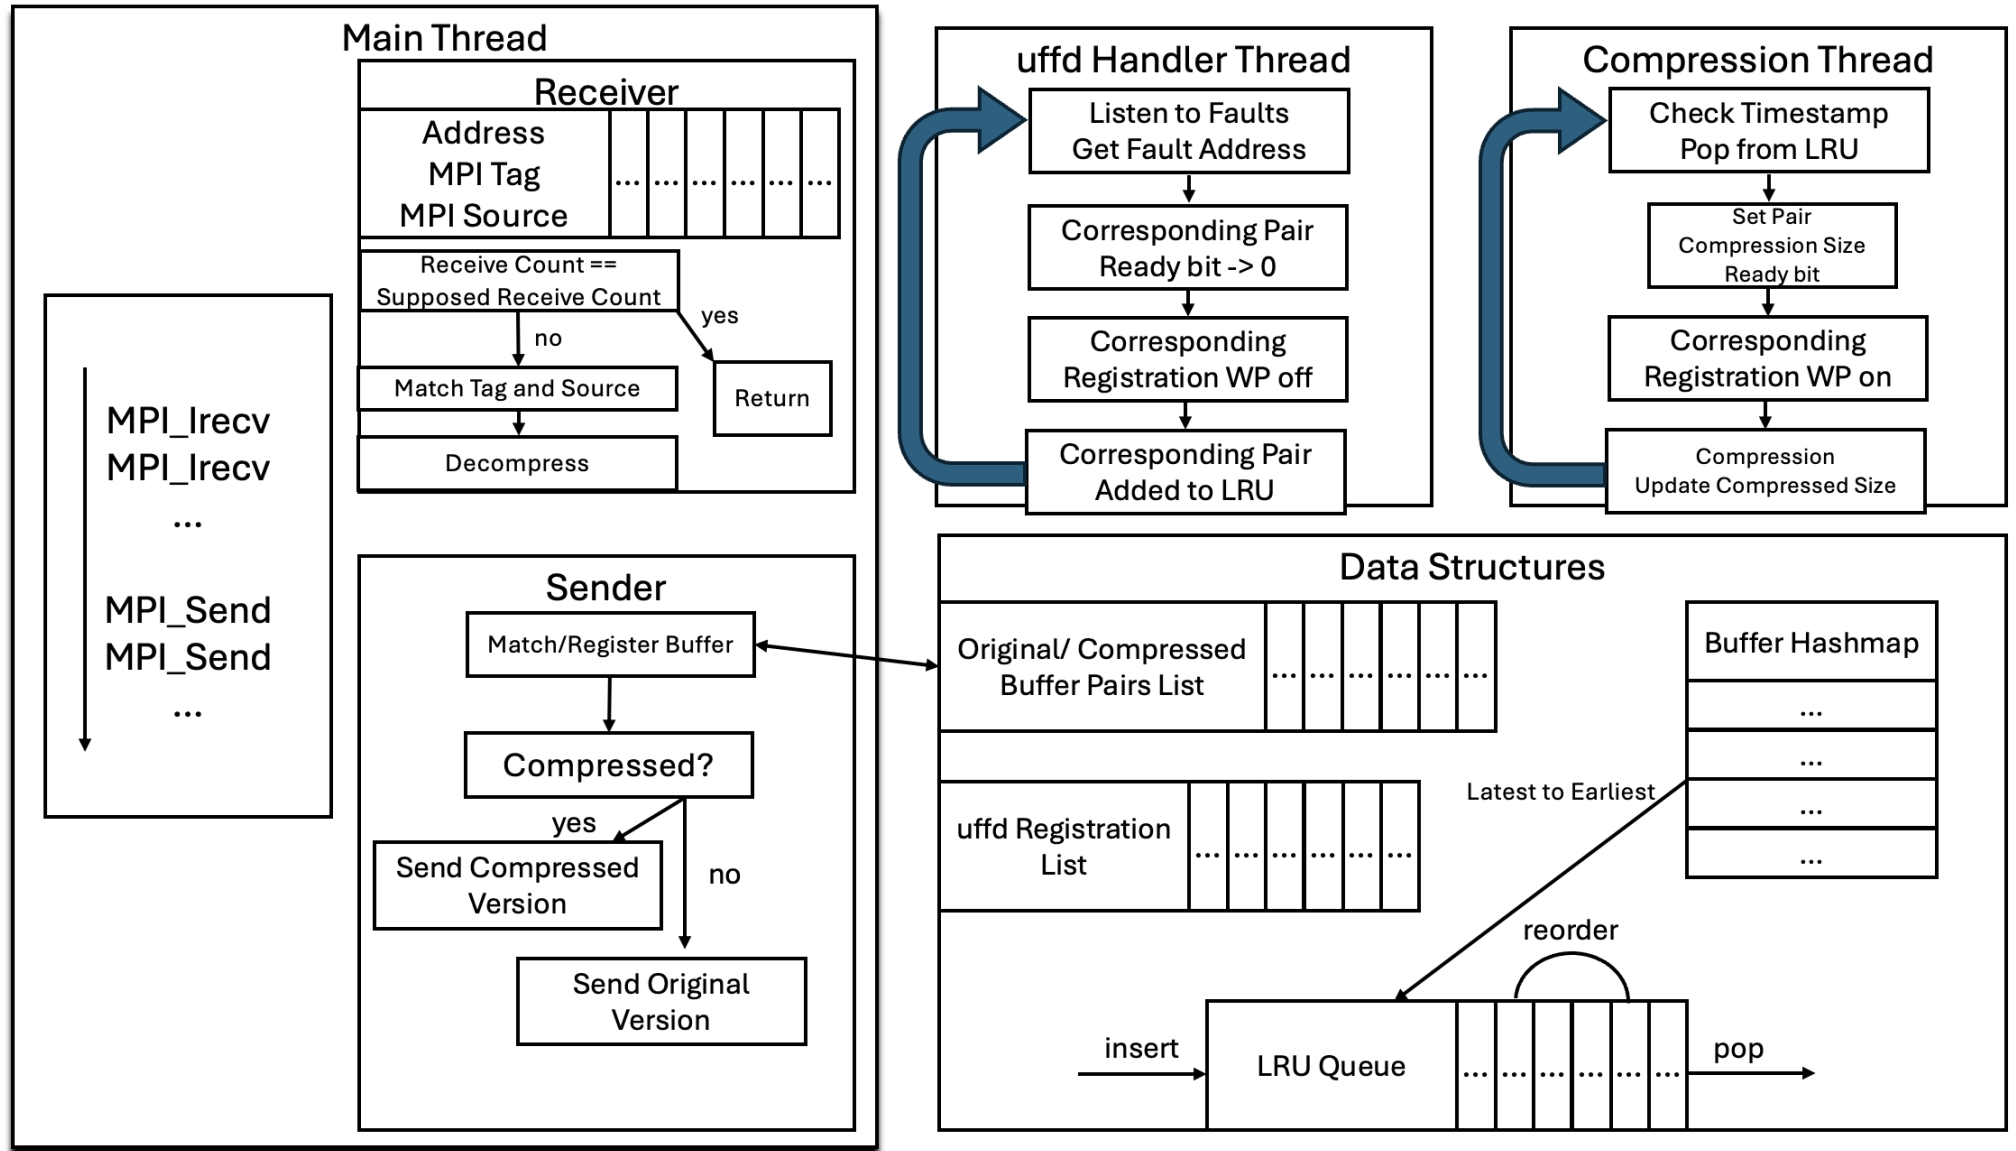 Main Thread
Receiver
Address
MPI Tag
MPI Source
... ... ... ... ... ...
Receive Count ==
Supposed Receive Count
yes
no
Match Tag and Source
Return
Decompress
MPI_Irecv
MPI_Irecv
...
MPI_Send
MPI_Send
...
Sender
Match/Register Buffer
Compressed?
yes
Send Compressed
Version
no
Send Original
Version
uffd Handler Thread
Listen to Faults
Get Fault Address
Corresponding Pair
Ready bit -> 0
Corresponding
Registration WP off
Corresponding Pair
Added to LRU
Compression Thread
Check Timestamp
Pop from LRU
Set Pair
Compression Size
Ready bit
Corresponding
Registration WP on
Compression
Update Compressed Size
Data Structures
Original/ Compressed
Buffer Pairs List
... ... ... ... ... ...
Buffer Hashmap
...
...
...
...
Latest to Earliest
uffd Registration
List
... ... ... ... ... ...
reorder
insert
LRU Queue
... ... ... ... ... ...
pop